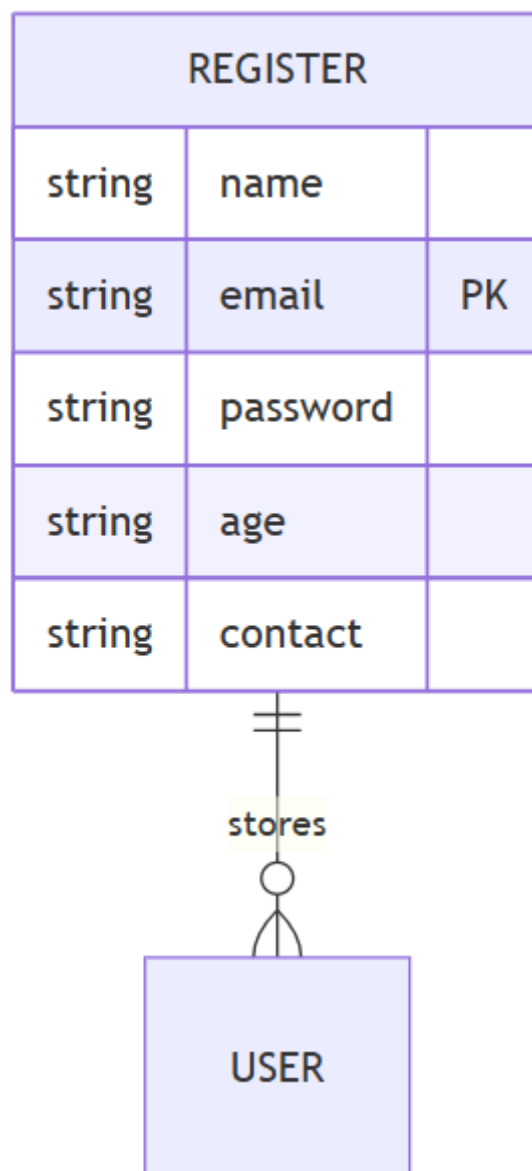 REGISTER
string name
string email PK
string password
string age
string contact
stores
USER